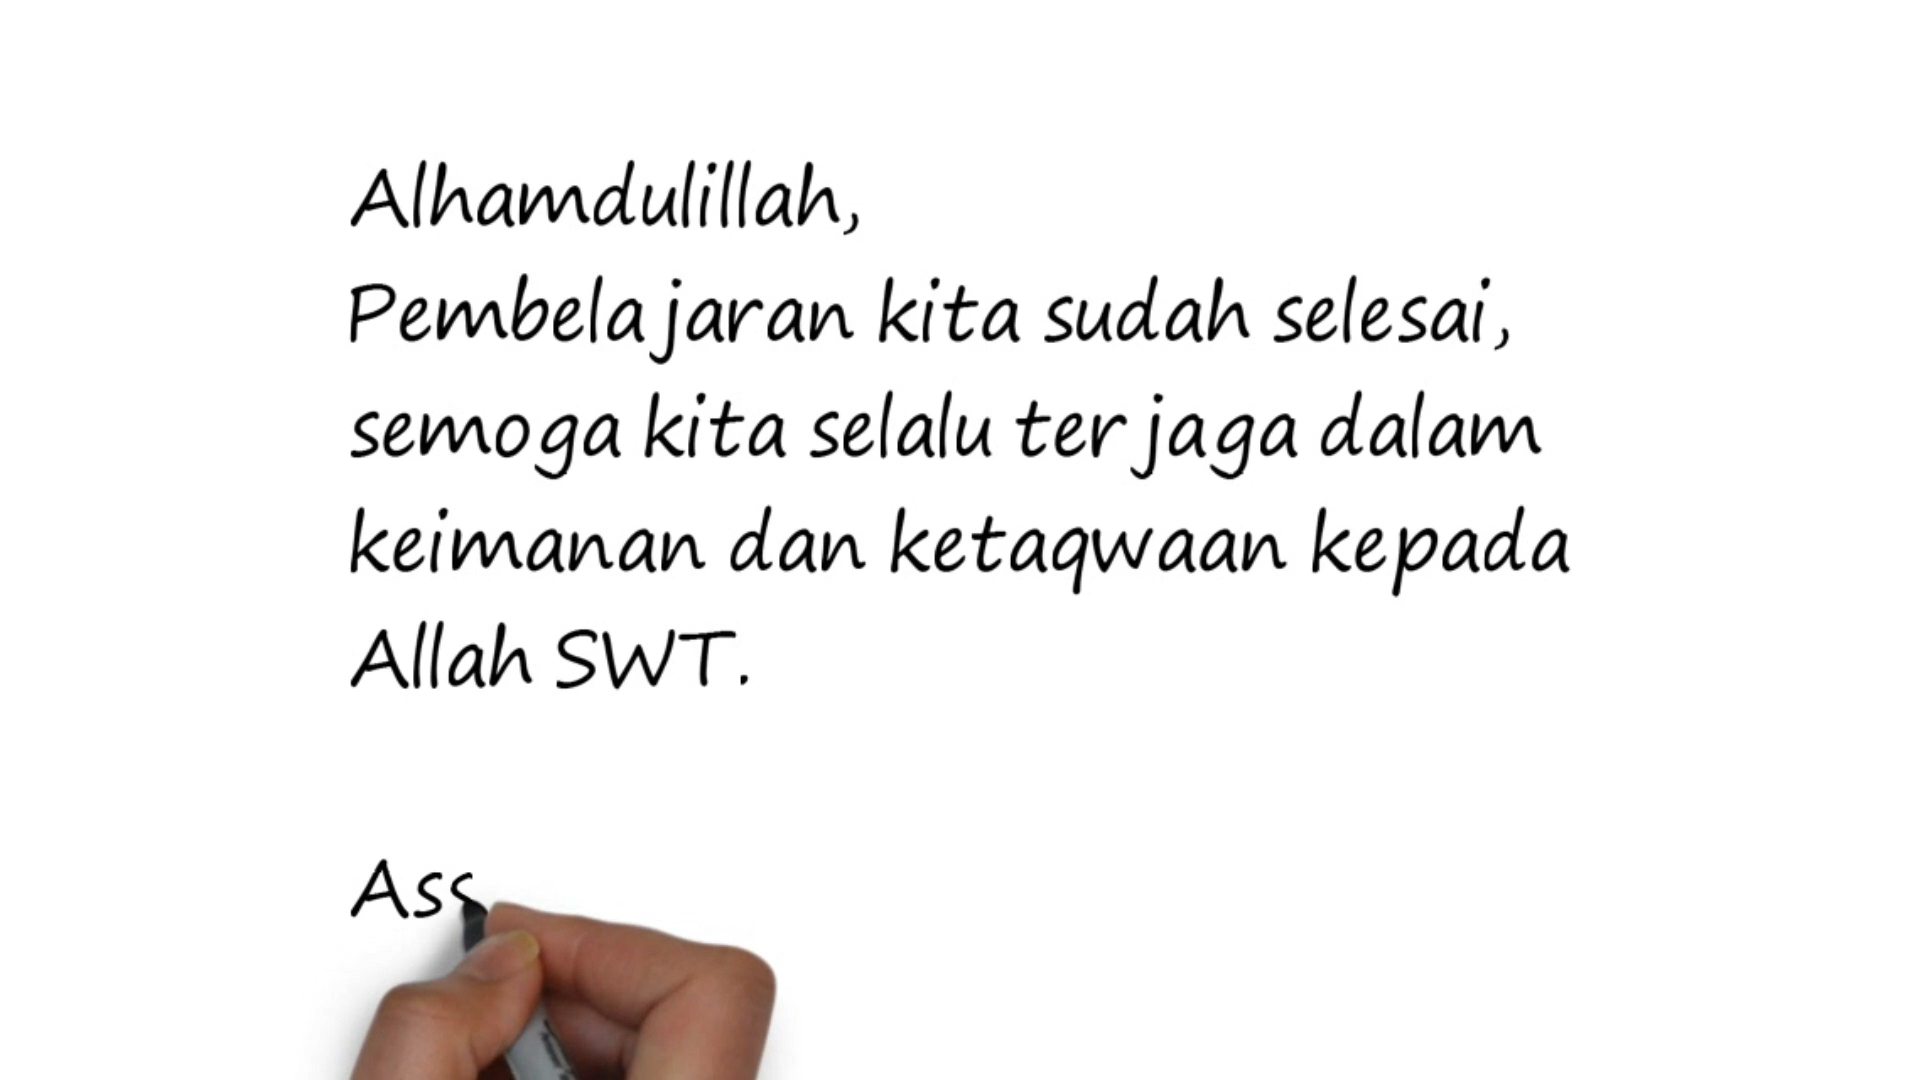 Alhamdulillah,
Pembelajaran kita sudah selesai,
semoga kita selalu terjaga dalam
keimanan dan ketaqwaan kepada
Allah SWT.
Ass